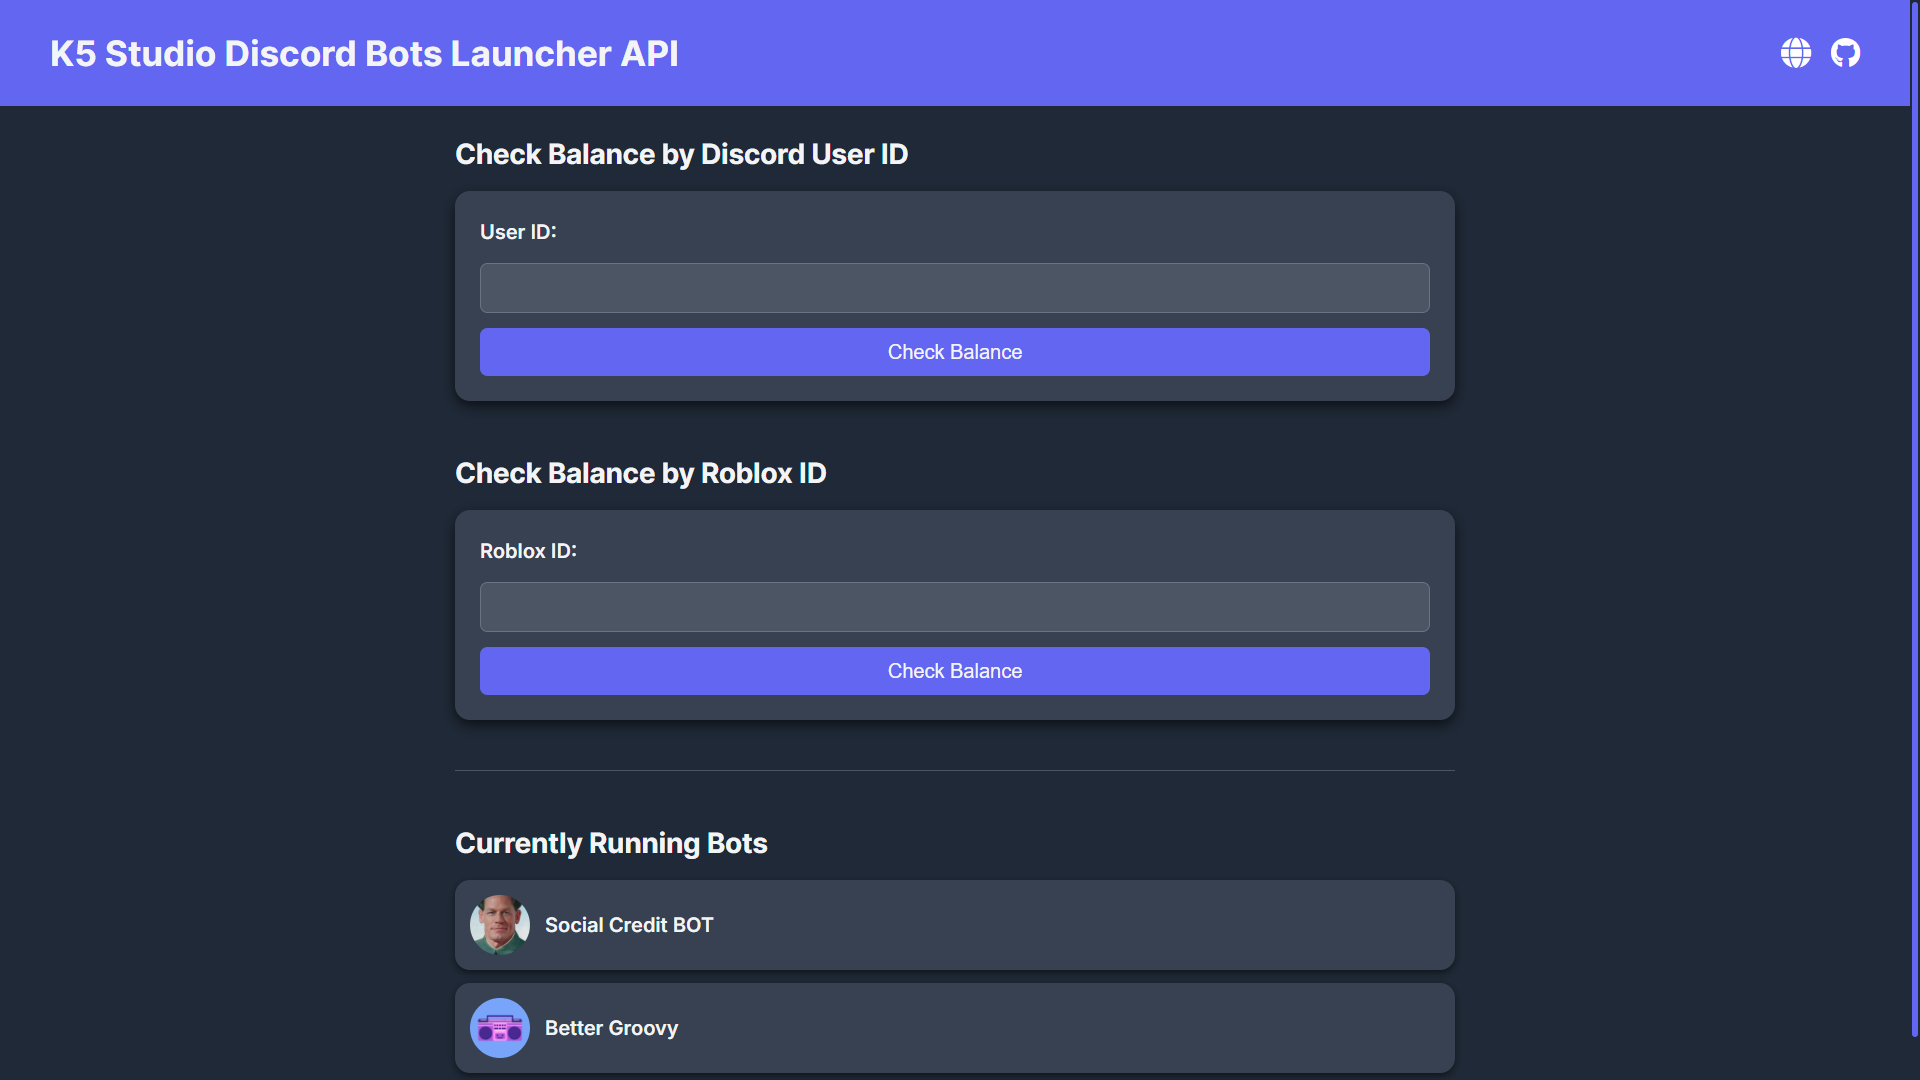 K5 Studio Discord Bots Launcher API
Check Balance by Discord User ID
User ID:
Check Balance
Check Balance by Roblox ID
Roblox ID:
Check Balance
Currently Running Bots
Social Credit BOT
Better Groovy